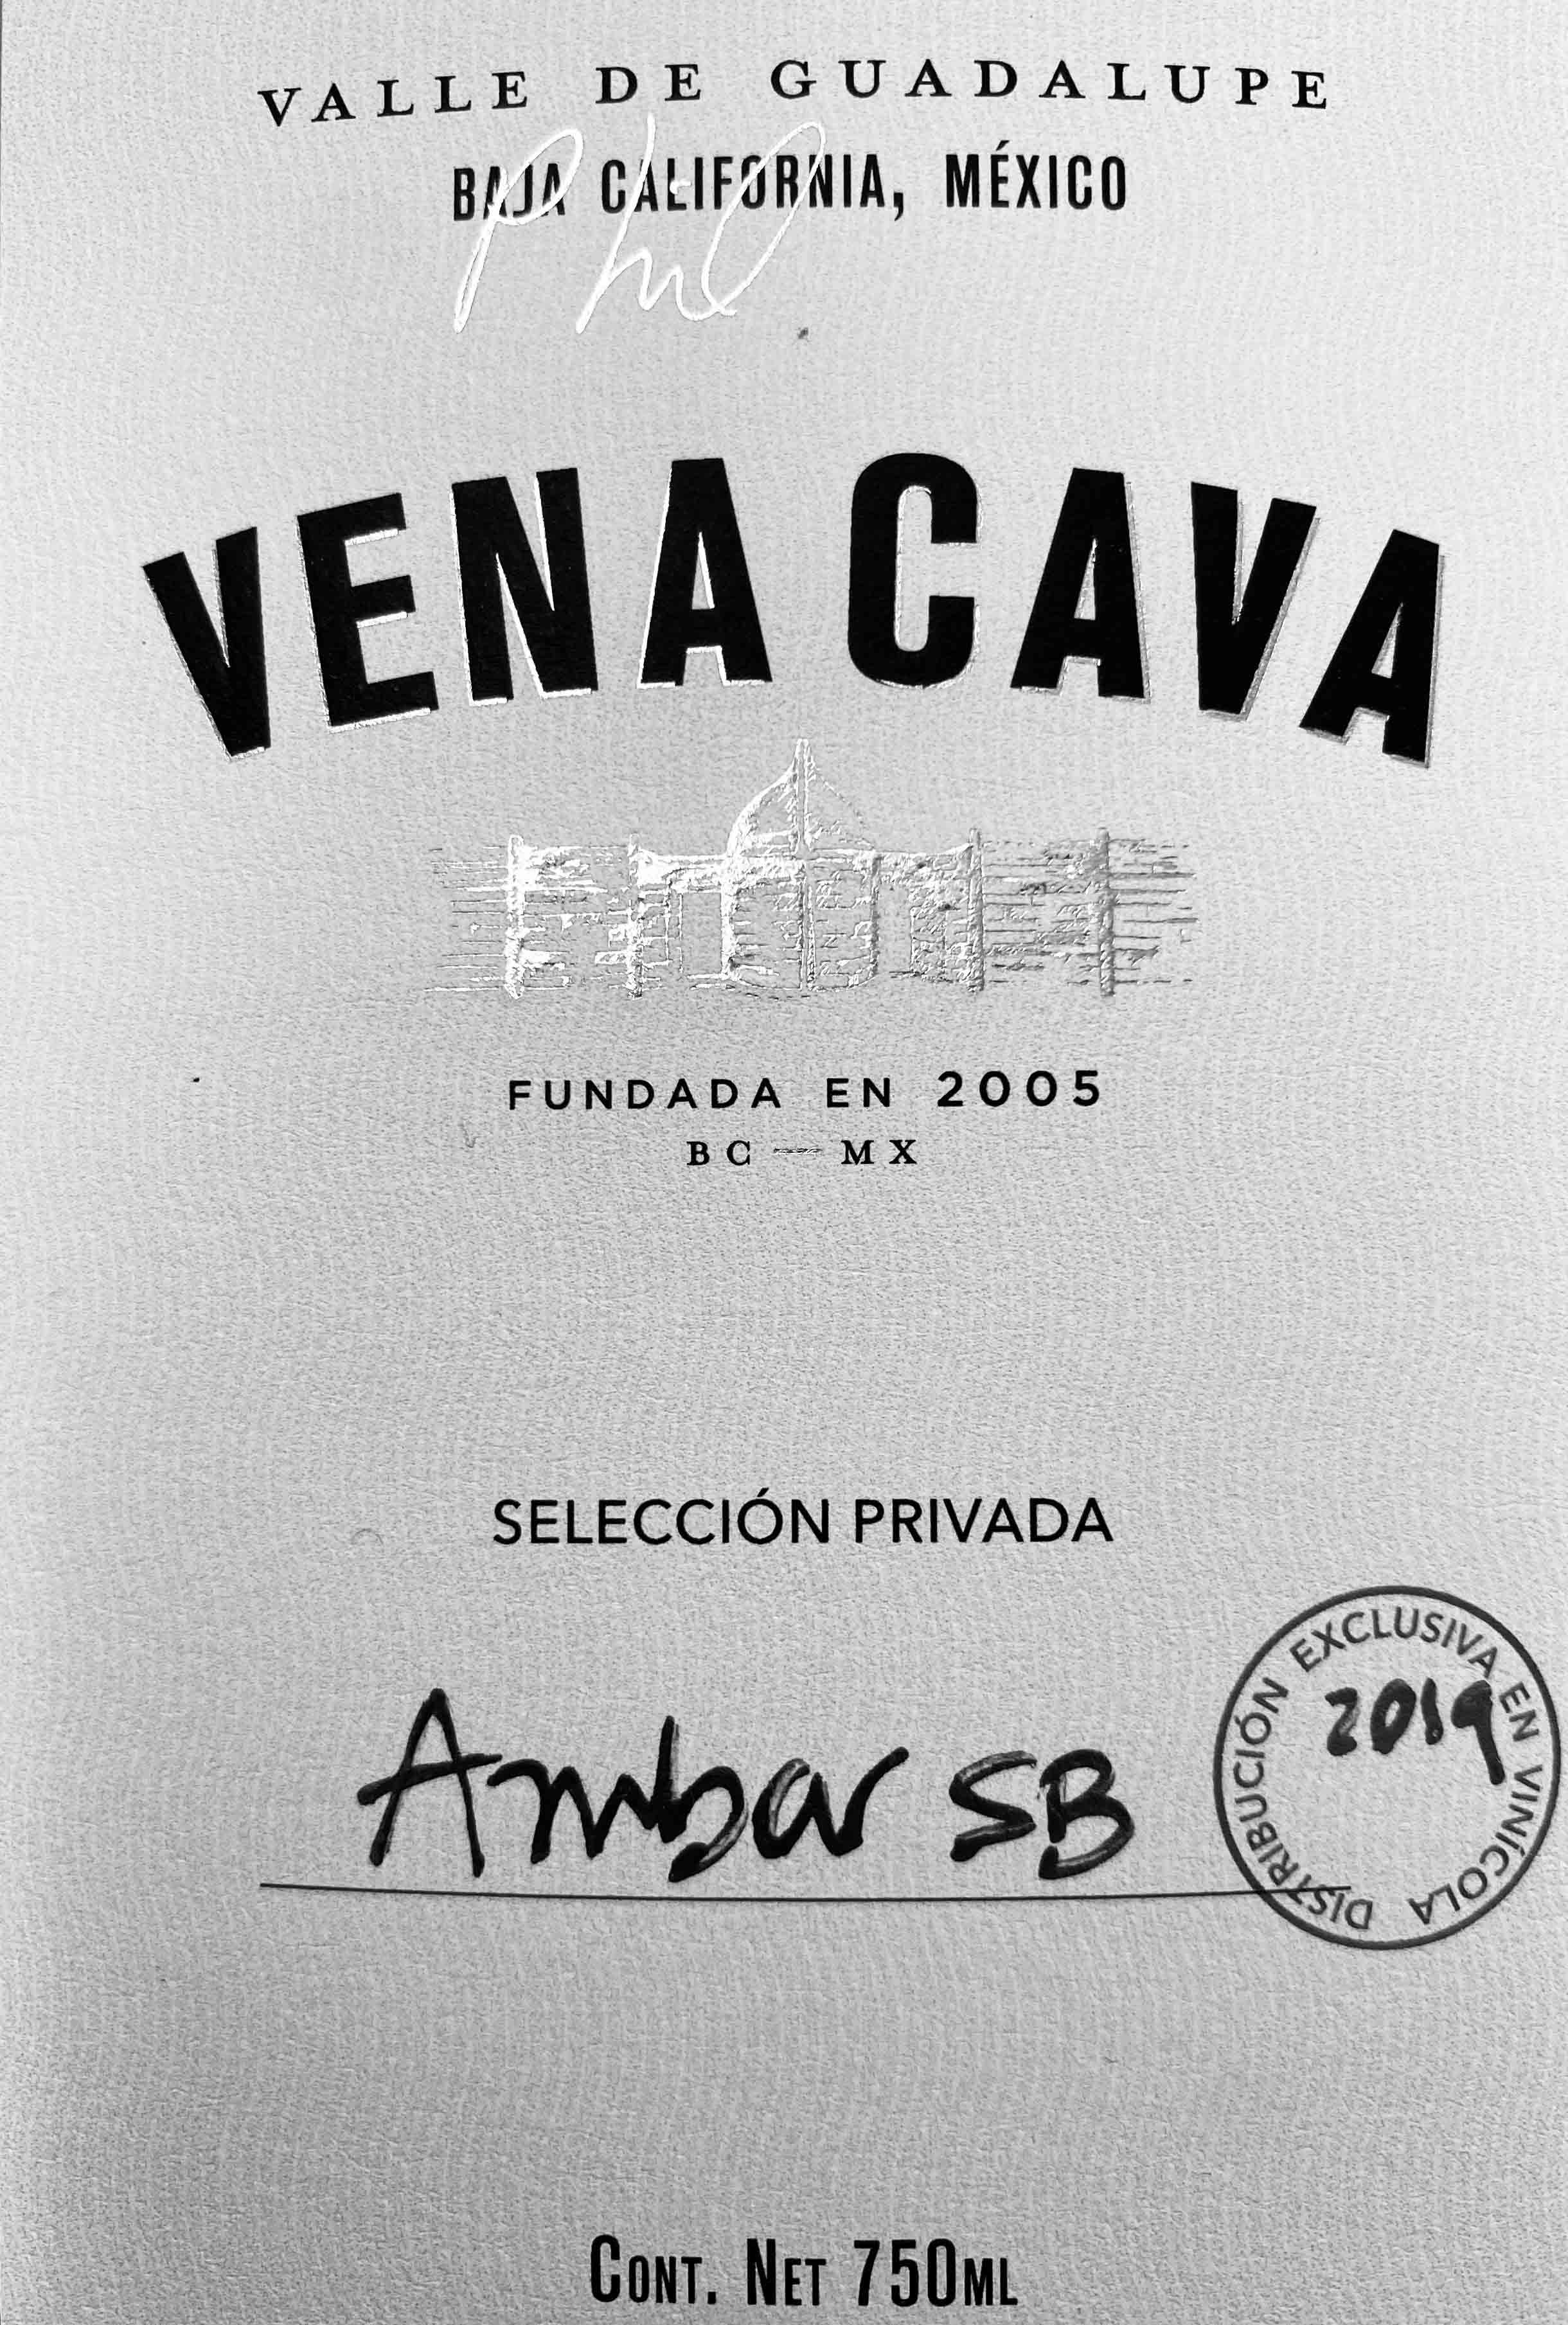 VALLE DE GUADALUPE
BAJA CALIFORNIA, MÉXICO
Phil
VENA CAVA
FUNDADA EN 2005
BC — MX
SELECCIÓN PRIVADA
Ambar SB
DISTRIBUCIÓN EXCLUSIVA EN VINÍCOLA
2019
CONT. NET 750ML